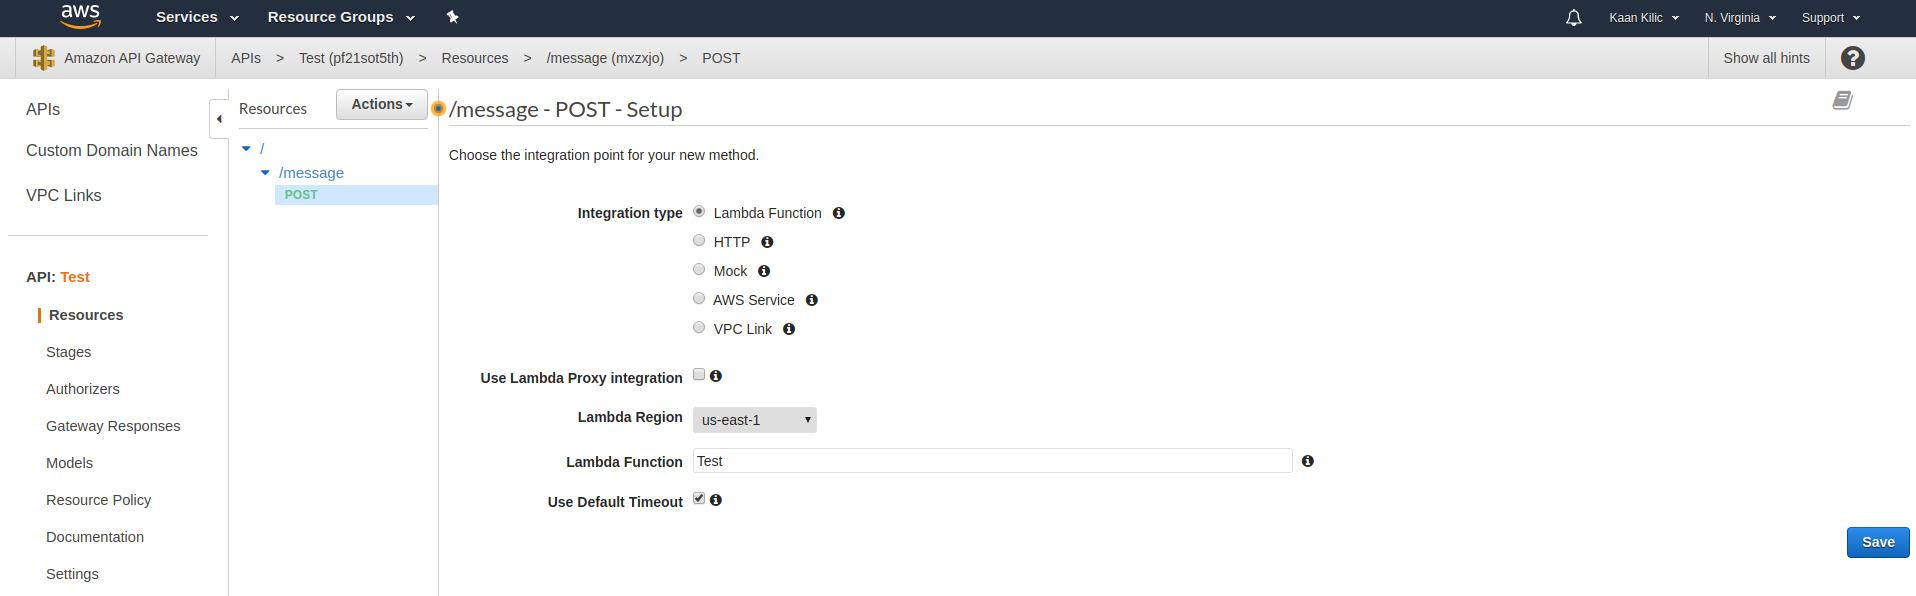 aws Services Resource Groups Kaan Kilic N. Virginia Support
Amazon API Gateway APIs > Test (pf21sot5th) > Resources > /message (mxzxjo) > POST Show all hints ?
APIs
Custom Domain Names
VPC Links
API: Test
Resources
Stages
Authorizers
Gateway Responses
Models
Resource Policy
Documentation
Settings
Resources Actions
/
/message
POST
/message - POST - Setup
Choose the integration point for your new method.
Integration type Lambda Function
HTTP
Mock
AWS Service
VPC Link
Use Lambda Proxy integration
Lambda Region us-east-1
Lambda Function Test
Use Default Timeout
Save